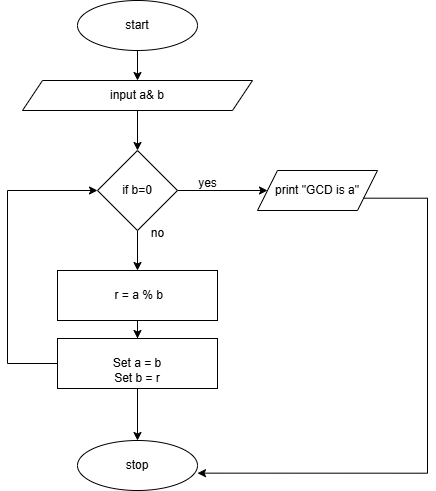 start
input a& b
if b=0
yes
print "GCD is a"
no
r = a % b
Set a = b
Set b = r
stop